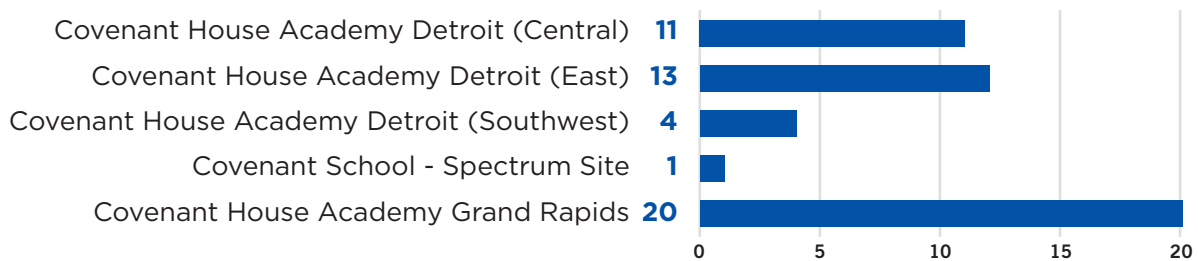 Covenant House Academy Detroit (Central) 11
Covenant House Academy Detroit (East) 13
Covenant House Academy Detroit (Southwest) 4
Covenant School - Spectrum Site 1
Covenant House Academy Grand Rapids 20
0 5 10 15 20